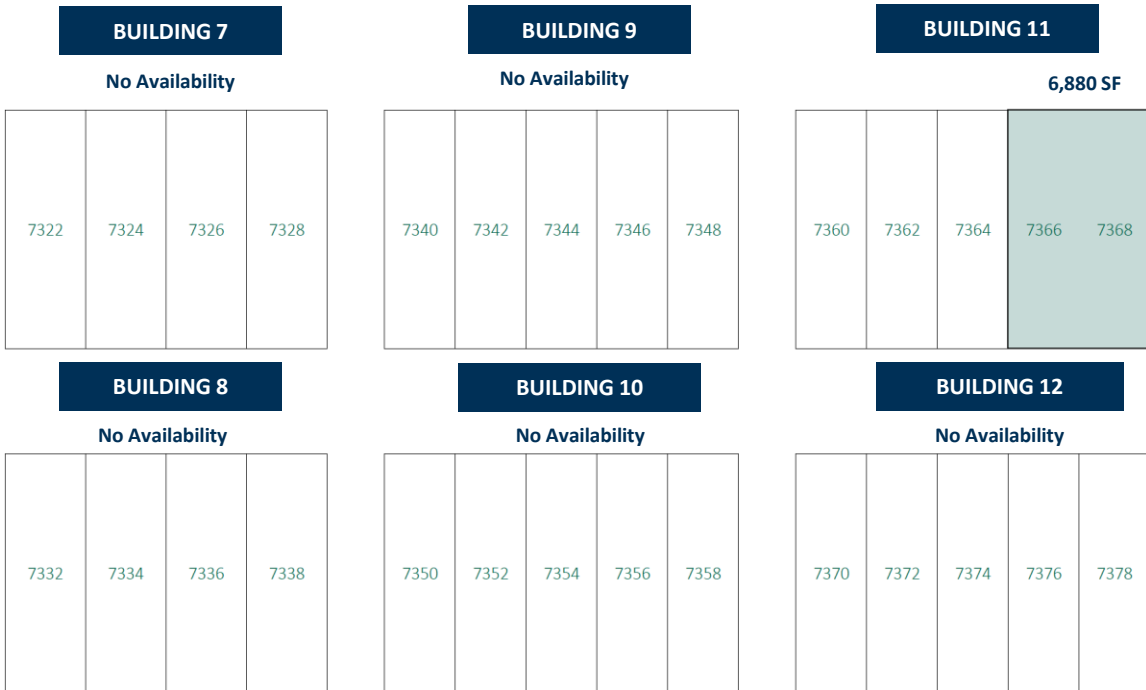 BUILDING 7
No Availability
7322 7324 7326 7328
BUILDING 9
No Availability
7340 7342 7344 7346 7348
BUILDING 11
6,880 SF
7360 7362 7364 7366 7368
BUILDING 8
No Availability
7332 7334 7336 7338
BUILDING 10
No Availability
7350 7352 7354 7356 7358
BUILDING 12
No Availability
7370 7372 7374 7376 7378